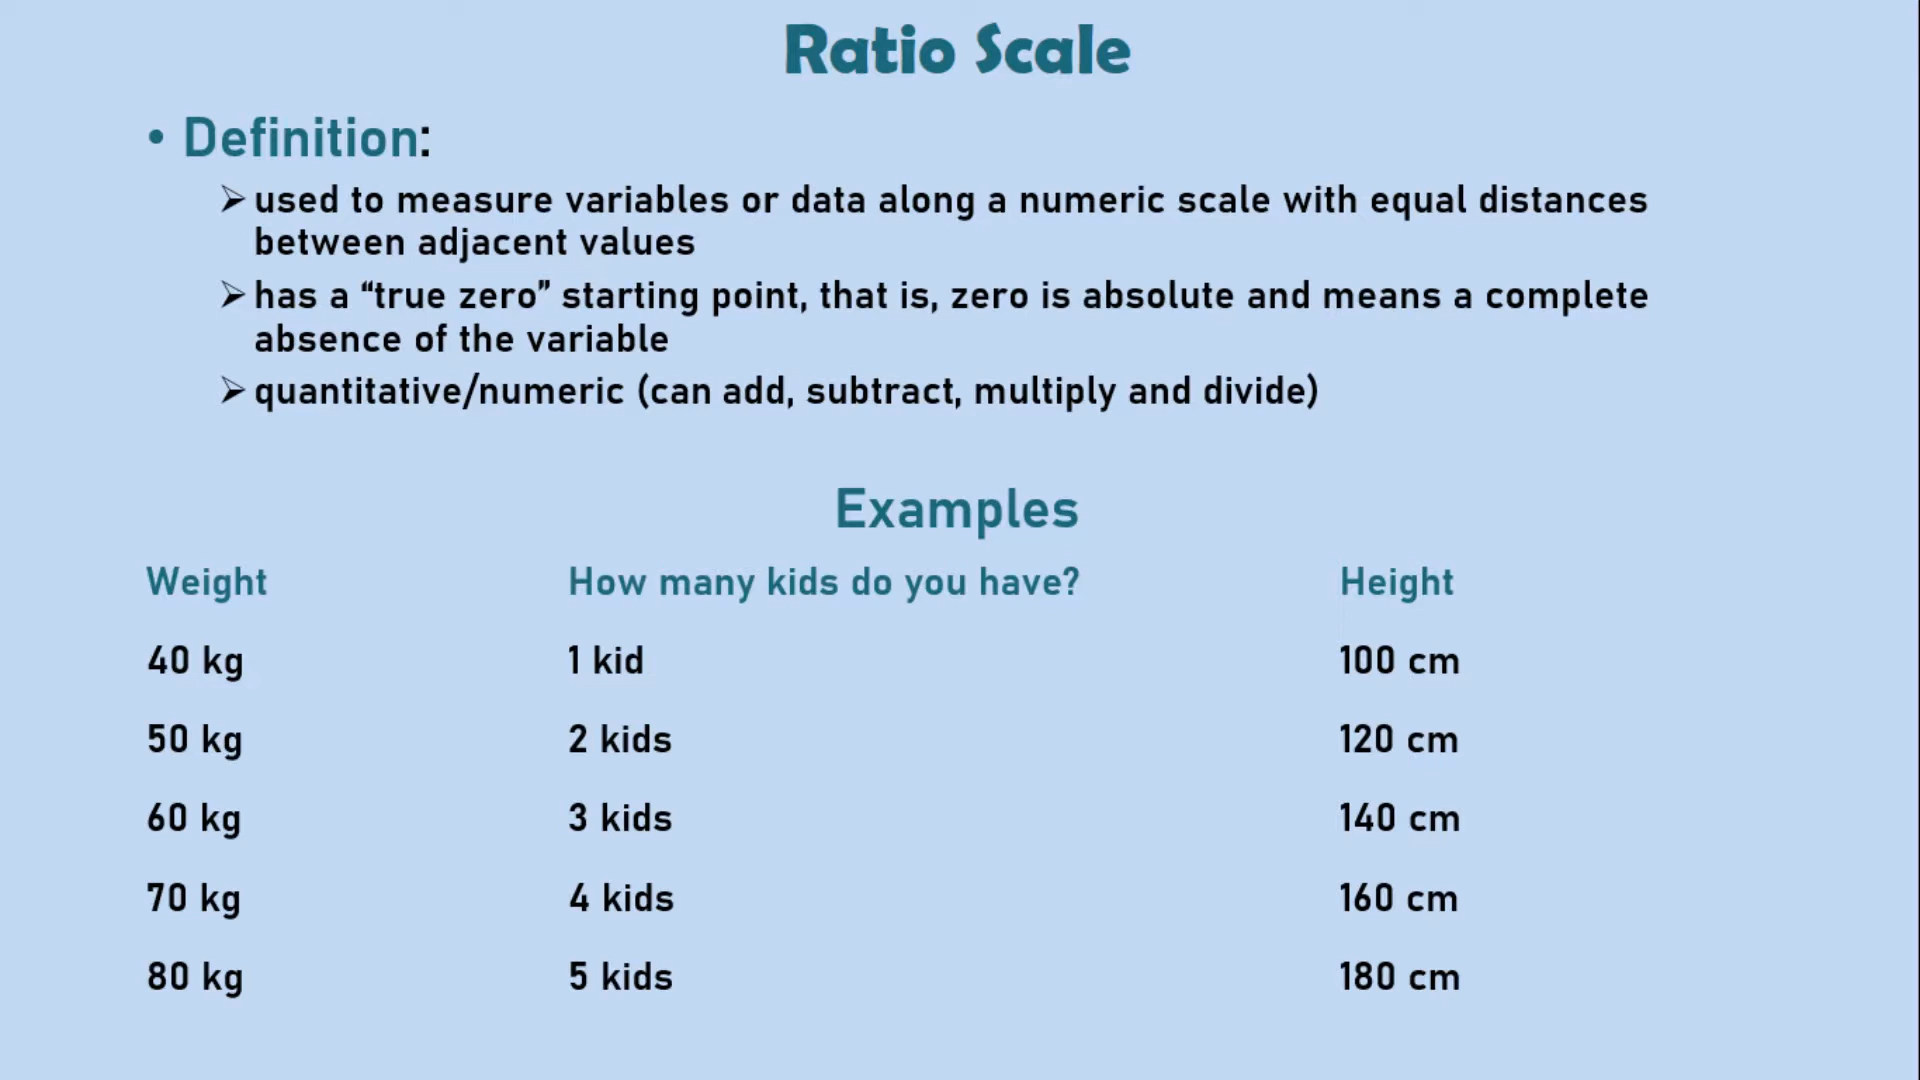 Ratio Scale
• Definition:
➢ used to measure variables or data along a numeric scale with equal distances
between adjacent values
➢ has a “true zero” starting point, that is, zero is absolute and means a complete
absence of the variable
➢ quantitative/numeric (can add, subtract, multiply and divide)
Examples
Weight How many kids do you have? Height
40 kg 1 kid 100 cm
50 kg 2 kids 120 cm
60 kg 3 kids 140 cm
70 kg 4 kids 160 cm
80 kg 5 kids 180 cm